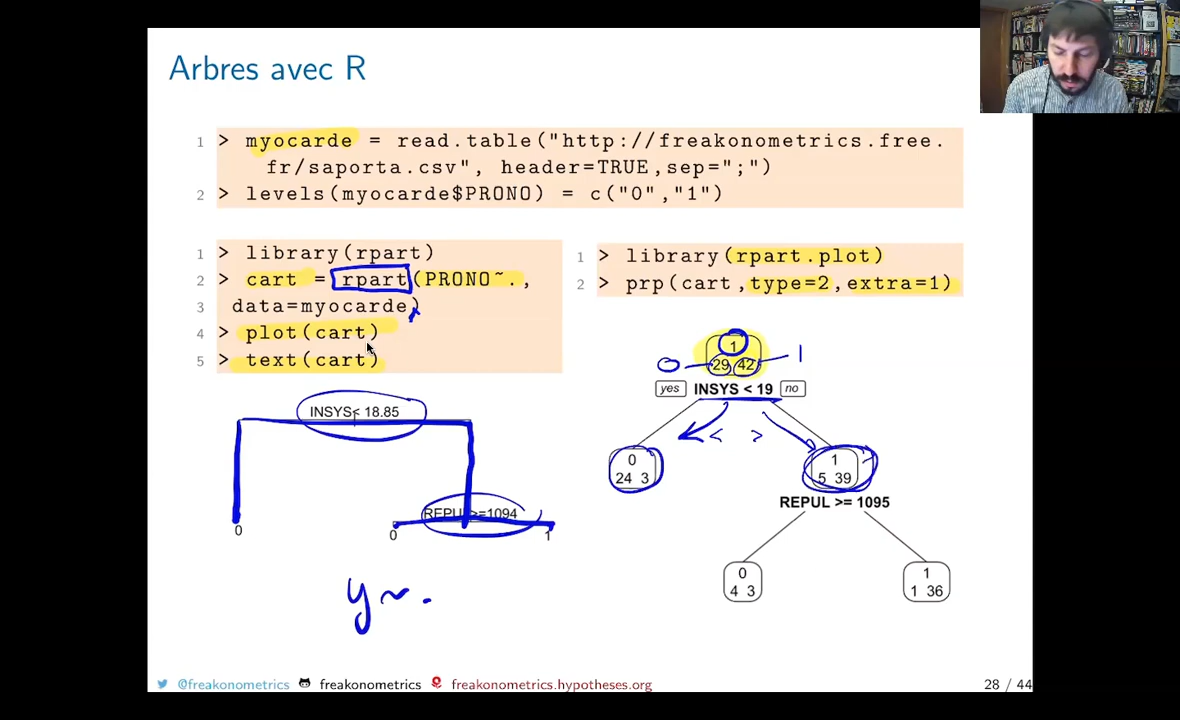 Arbres avec R
1 > myocarde = read.table("http://freakonometrics.free.
fr/saporta.csv", header=TRUE,sep=";")
2 > levels(myocarde$PRONO) = c("0","1")
1 > library(rpart)
2 > cart = rpart(PRONO~.,
3 data=myocarde)
4 > plot(cart)
5 > text(cart)
1 > library(rpart.plot)
2 > prp(cart,type=2,extra=1)
INSYS< 18.85
0
REPUL>=1094
0
1
y~.
1
0 29 42 1
yes INSYS < 19 no
< >
0
24 3
1
5 39
REPUL >= 1095
0
4 3
1
1 36
@freakonometrics freakonometrics freakonometrics.hypotheses.org
28 / 44